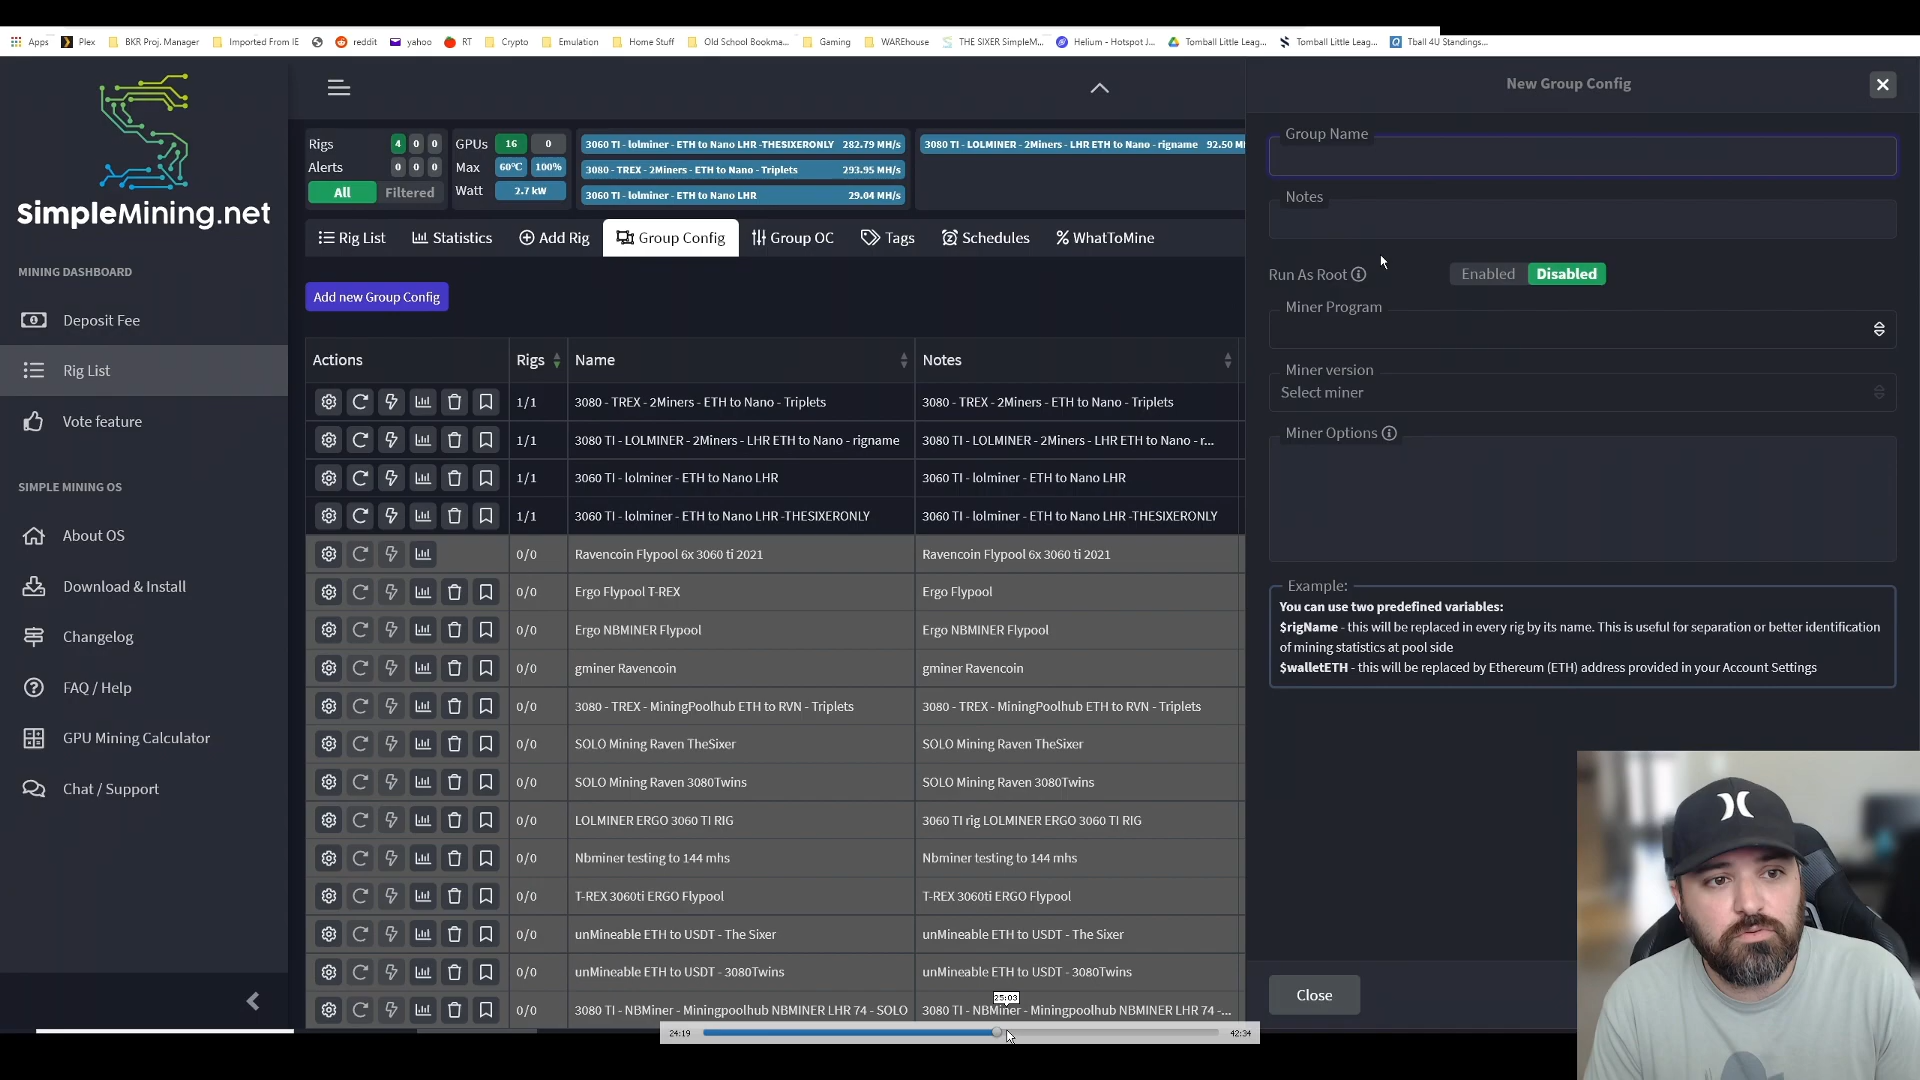 Apps Plex BKR Proj. Manager Imported From IE reddit yahoo RT Crypto Emulation Home Stuff Old School Bookma... Gaming WAREhouse THE SIXER SimpleM... Helium - Hotspot J... Tomball Little Leag... Tomball Little Leag... Tball 4U Standings...
SimpleMining.net
MINING DASHBOARD
Deposit Fee
Rig List
Vote feature
SIMPLE MINING OS
About OS
Download & Install
Changelog
FAQ / Help
GPU Mining Calculator
Chat / Support
Rigs 4 0 0
Alerts 0 0 0
All Filtered
GPUs 16 0
Max 60°C 100%
Watt 2.7 kW
3060 TI - lolminer - ETH to Nano LHR -THESIXERONLY 282.79 MH/s
3080 - TREX - 2Miners - ETH to Nano - Triplets 293.95 MH/s
3060 TI - lolminer - ETH to Nano LHR 29.04 MH/s
3080 TI - LOLMINER - 2Miners - LHR ETH to Nano - rigname 92.50 M
Rig List Statistics Add Rig Group Config Group OC Tags Schedules WhatToMine
Add new Group Config
Actions Rigs Name Notes
1/1 3080 - TREX - 2Miners - ETH to Nano - Triplets 3080 - TREX - 2Miners - ETH to Nano - Triplets
1/1 3080 TI - LOLMINER - 2Miners - LHR ETH to Nano - rigname 3080 TI - LOLMINER - 2Miners - LHR ETH to Nano - r...
1/1 3060 TI - lolminer - ETH to Nano LHR 3060 TI - lolminer - ETH to Nano LHR
1/1 3060 TI - lolminer - ETH to Nano LHR -THESIXERONLY 3060 TI - lolminer - ETH to Nano LHR -THESIXERONLY
0/0 Ravencoin Flypool 6x 3060 ti 2021 Ravencoin Flypool 6x 3060 ti 2021
0/0 Ergo Flypool T-REX Ergo Flypool
0/0 Ergo NBMINER Flypool Ergo NBMINER Flypool
0/0 gminer Ravencoin gminer Ravencoin
0/0 3080 - TREX - MiningPoolhub ETH to RVN - Triplets 3080 - TREX - MiningPoolhub ETH to RVN - Triplets
0/0 SOLO Mining Raven TheSixer SOLO Mining Raven TheSixer
0/0 SOLO Mining Raven 3080Twins SOLO Mining Raven 3080Twins
0/0 LOLMINER ERGO 3060 TI RIG 3060 TI rig LOLMINER ERGO 3060 TI RIG
0/0 Nbminer testing to 144 mhs Nbminer testing to 144 mhs
0/0 T-REX 3060ti ERGO Flypool T-REX 3060ti ERGO Flypool
0/0 unMineable ETH to USDT - The Sixer unMineable ETH to USDT - The Sixer
0/0 unMineable ETH to USDT - 3080Twins unMineable ETH to USDT - 3080Twins
0/0 3080 TI - NBMiner - Miningpoolhub NBMINER LHR 74 - SOLO 3080 TI - NBMiner - Miningpoolhub NBMINER LHR 74 -...
New Group Config
Group Name
Notes
Run As Root Enabled Disabled
Miner Program
Miner version
Select miner
Miner Options
Example:
You can use two predefined variables:
$rigName - this will be replaced in every rig by its name. This is useful for separation or better identification
of mining statistics at pool side
$walletETH - this will be replaced by Ethereum (ETH) address provided in your Account Settings
Close
25:03
24:19 42:34